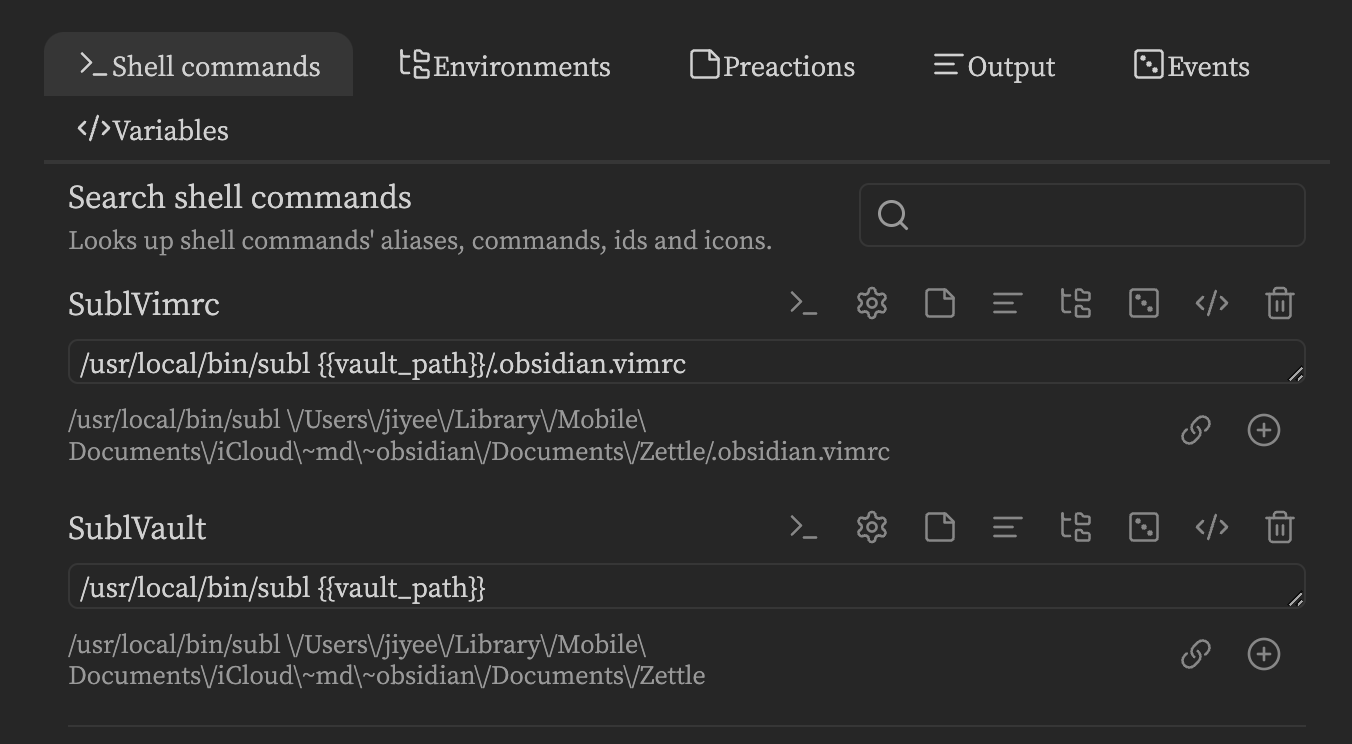 Shell commands Environments Preactions Output Events
Variables
Search shell commands
Looks up shell commands' aliases, commands, ids and icons.
SublVimrc
/usr/local/bin/subl {{vault_path}}/.obsidian.vimrc
/usr/local/bin/subl \/Users\/jiyee\/Library\/Mobile\
Documents\/iCloud\~md\~obsidian\/Documents\/Zettle/.obsidian.vimrc
SublVault
/usr/local/bin/subl {{vault_path}}
/usr/local/bin/subl \/Users\/jiyee\/Library\/Mobile\
Documents\/iCloud\~md\~obsidian\/Documents\/Zettle